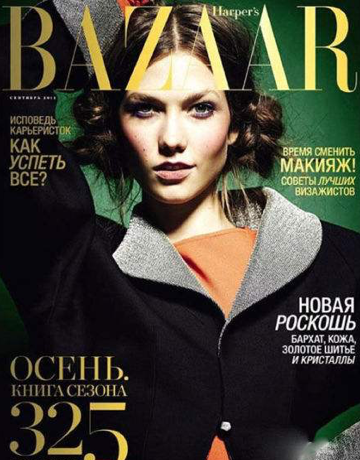 Harper's
BAZAAR
СЕНТЯБРЬ 2012
ИСПОВЕДЬ
КАРЬЕРИСТОК
КАК
УСПЕТЬ
ВСЕ?
ВРЕМЯ СМЕНИТЬ
МАКИЯЖ!
СОВЕТЫ ЛУЧШИХ
ВИЗАЖИСТОВ
НОВАЯ
РОСКОШЬ
БАРХАТ, КОЖА,
ЗОЛОТОЕ ШИТЬЕ
И КРИСТАЛЛЫ
ОСЕНЬ.
КНИГА СЕЗОНА
325